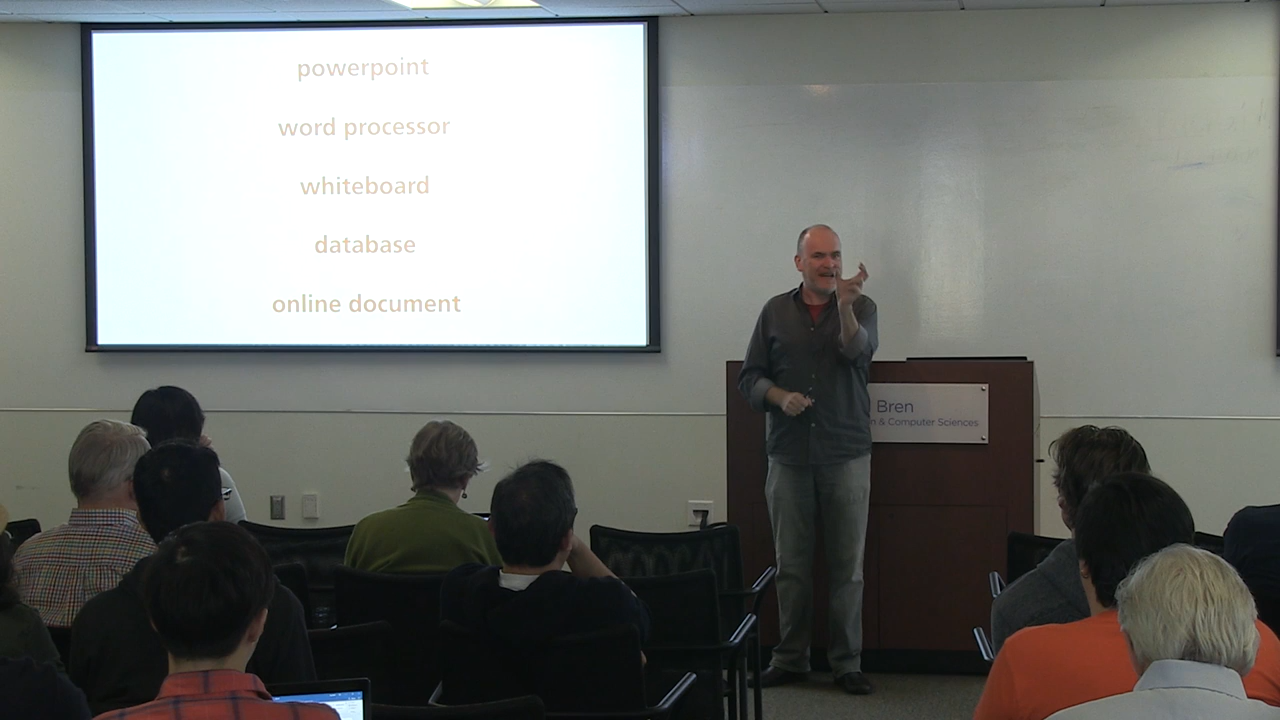 powerpoint
word processor
whiteboard
database
online document
Bren
n & Computer Sciences